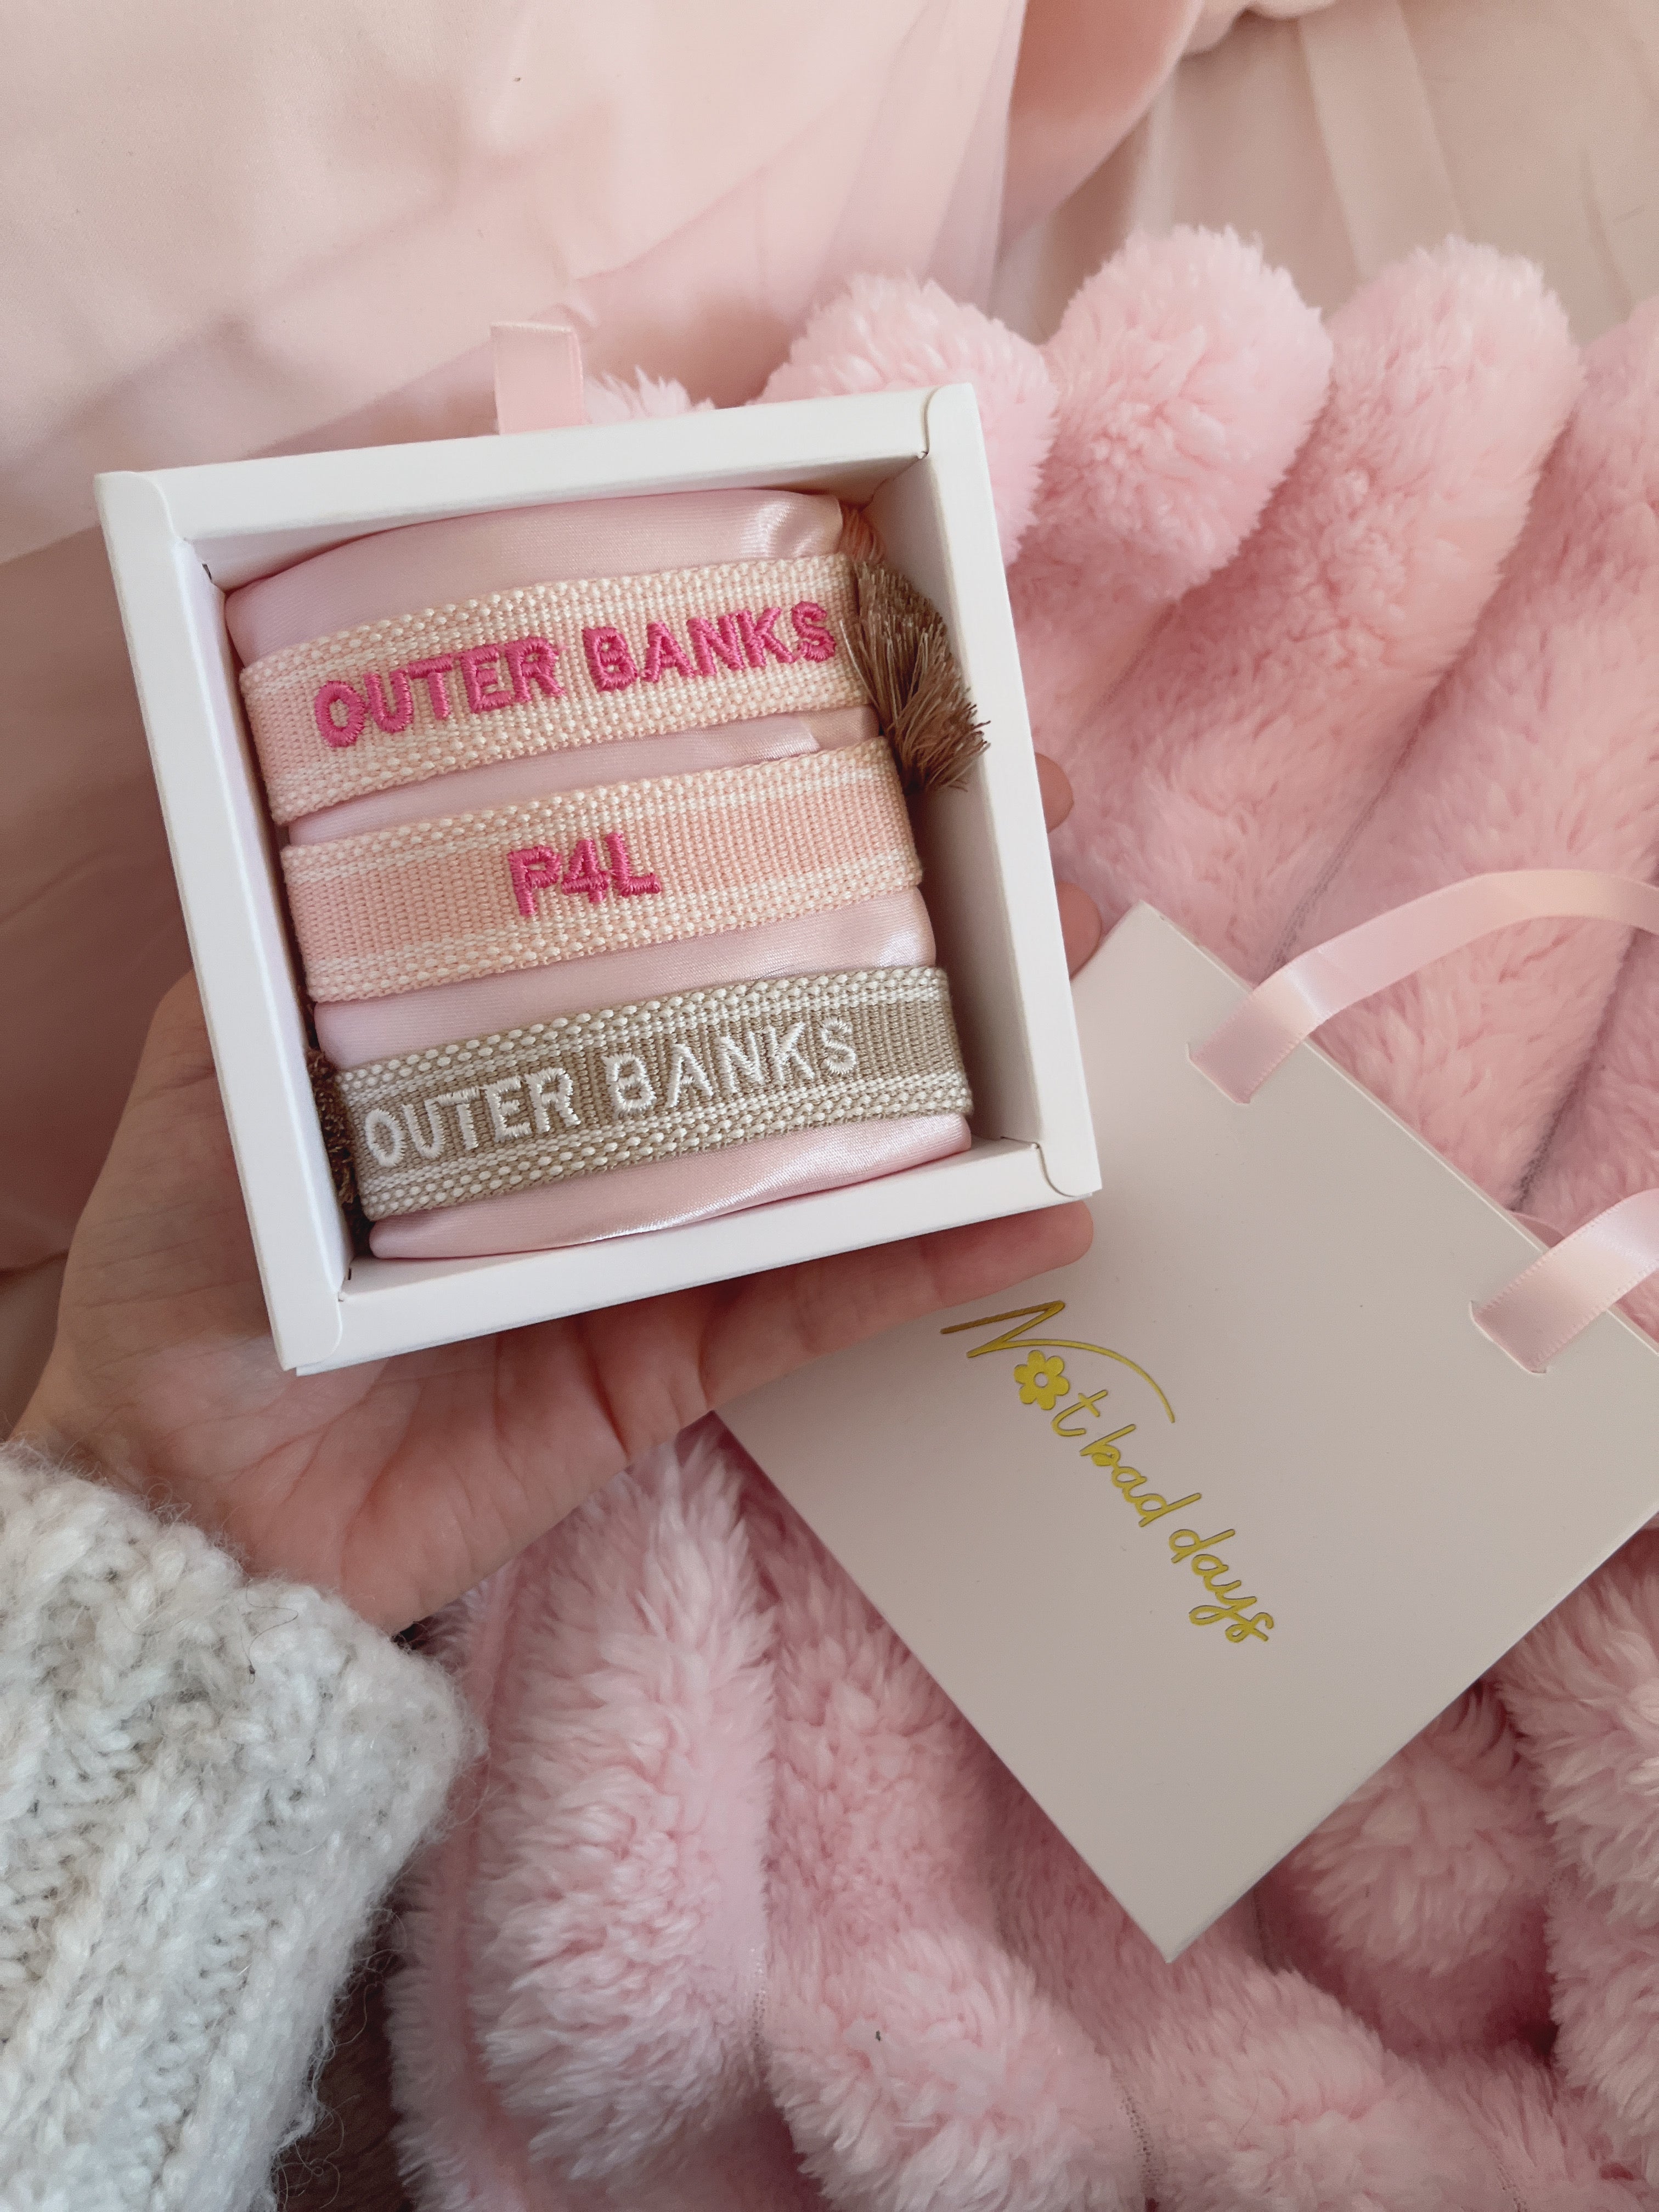 OUTER BANKS
P4L
OUTER BANKS
Not bad days